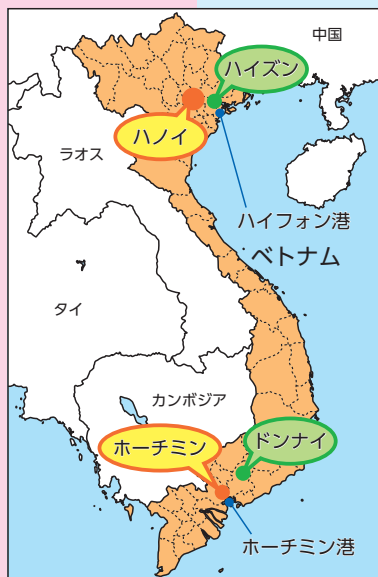 中国
ハイズン
ハノイ
ラオス
ハイフォン港
ベトナム
タイ
カンボジア
ホーチミン
ドンナイ
ホーチミン港